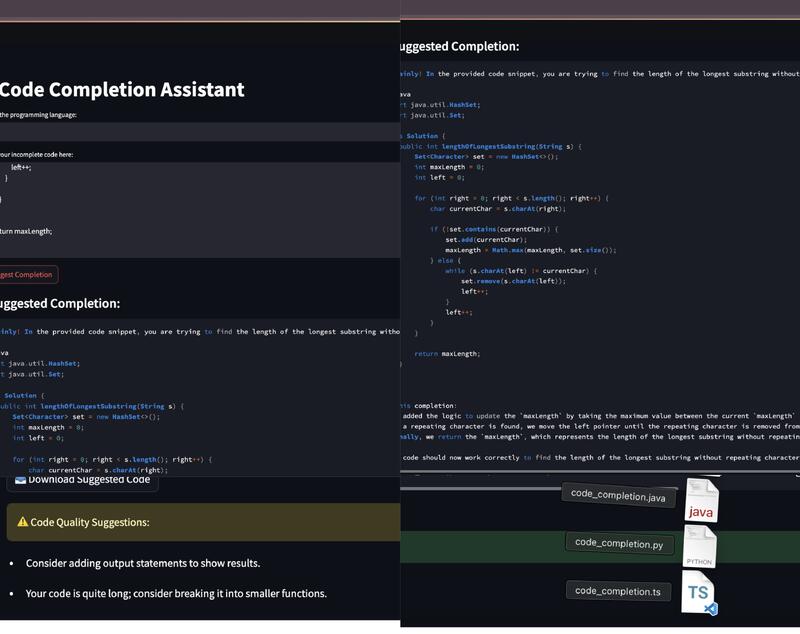 Code Completion Assistant
the programming language:
your incomplete code here:
left++;
}
}
turn maxLength;
gest Completion
uggested Completion:
inly! In the provided code snippet, you are trying to find the length of the longest substring witho
va
t java.util.HashSet;
t java.util.Set;
Solution {
ublic int lengthOfLongestSubstring(String s) {
Set<Character> set = new HashSet<>();
int maxLength = 0;
int left = 0;
for (int right = 0; right < s.length(); right++) {
char currentChar = s.charAt(right);
Download Suggested Code
Code Quality Suggestions:
• Consider adding output statements to show results.
• Your code is quite long; consider breaking it into smaller functions.
uggested Completion:
ainly! In the provided code snippet, you are trying to find the length of the longest substring without
ava
rt java.util.HashSet;
rt java.util.Set;
s Solution {
public int lengthOfLongestSubstring(String s) {
Set<Character> set = new HashSet<>();
int maxLength = 0;
int left = 0;
for (int right = 0; right < s.length(); right++) {
char currentChar = s.charAt(right);
if (!set.contains(currentChar)) {
set.add(currentChar);
maxLength = Math.max(maxLength, set.size());
} else {
while (s.charAt(left) != currentChar) {
set.remove(s.charAt(left));
left++;
}
left++;
}
}
return maxLength;
}
his completion:
added the logic to update the `maxLength` by taking the maximum value between the current `maxLength`
a repeating character is found, we move the left pointer until the repeating character is removed from
nally, we return the `maxLength`, which represents the length of the longest substring without repeatin
code should now work correctly to find the length of the longest substring without repeating character
code_completion.java
java
code_completion.py
PYTHON
code_completion.ts
TS